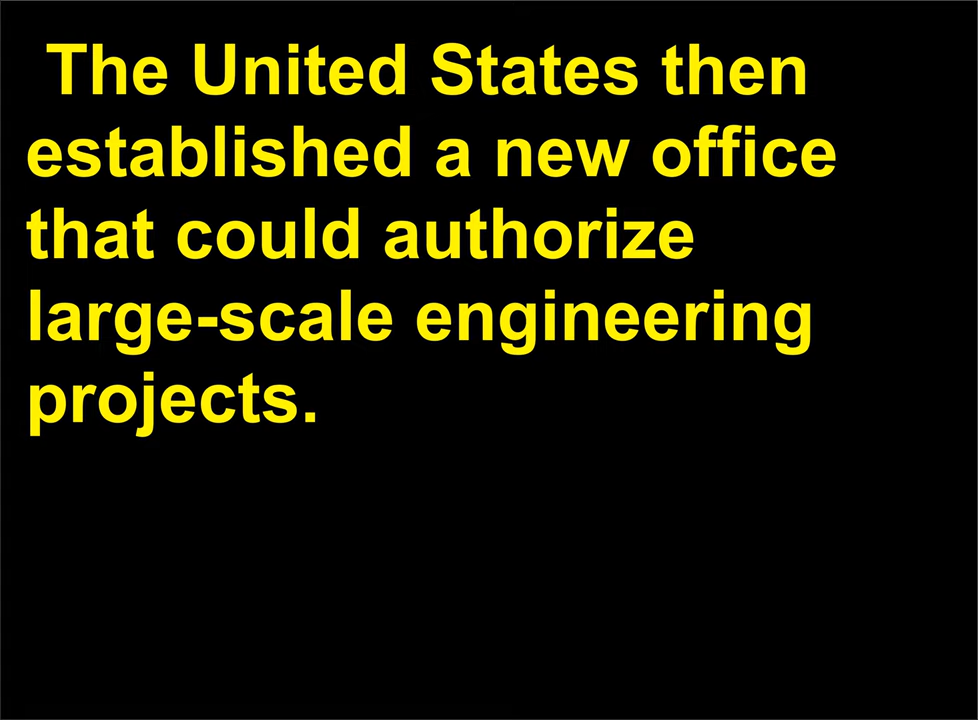 The United States then
established a new office
that could authorize
large-scale engineering
projects.